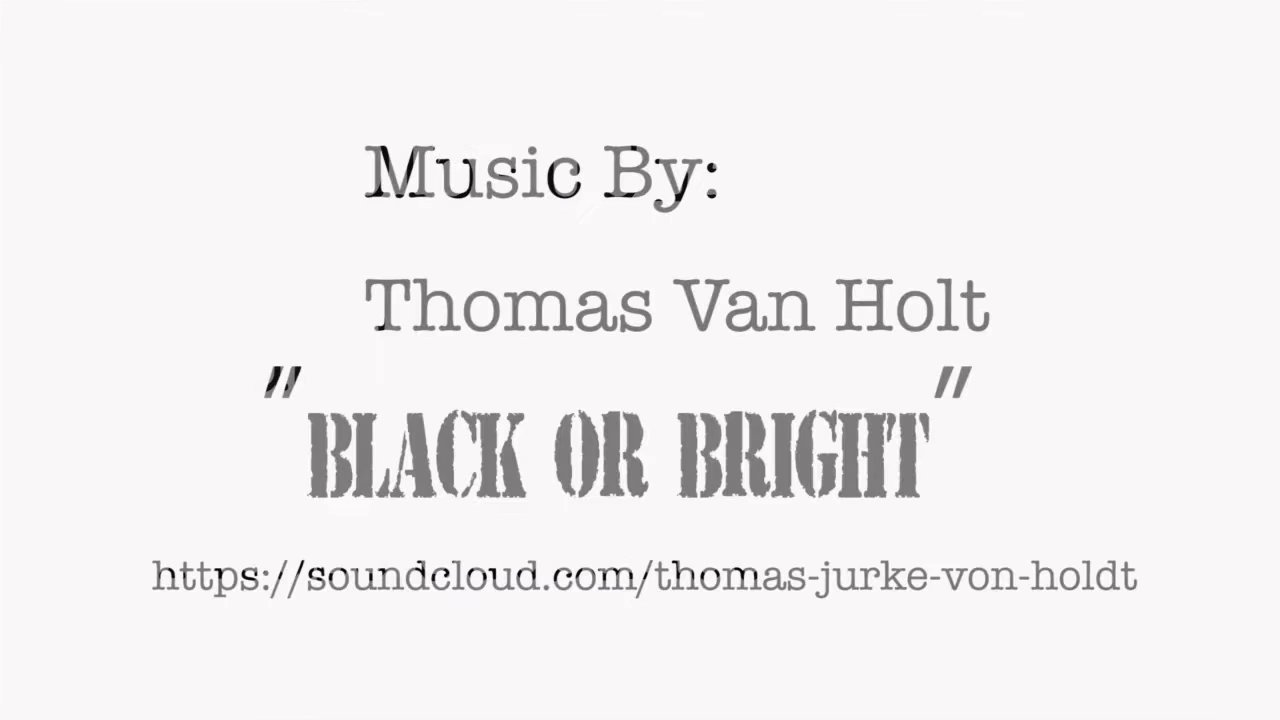 Music By:
Thomas Van Holt
"BLACK OR BRIGHT"
https://soundcloud.com/thomas-jurke-von-holdt